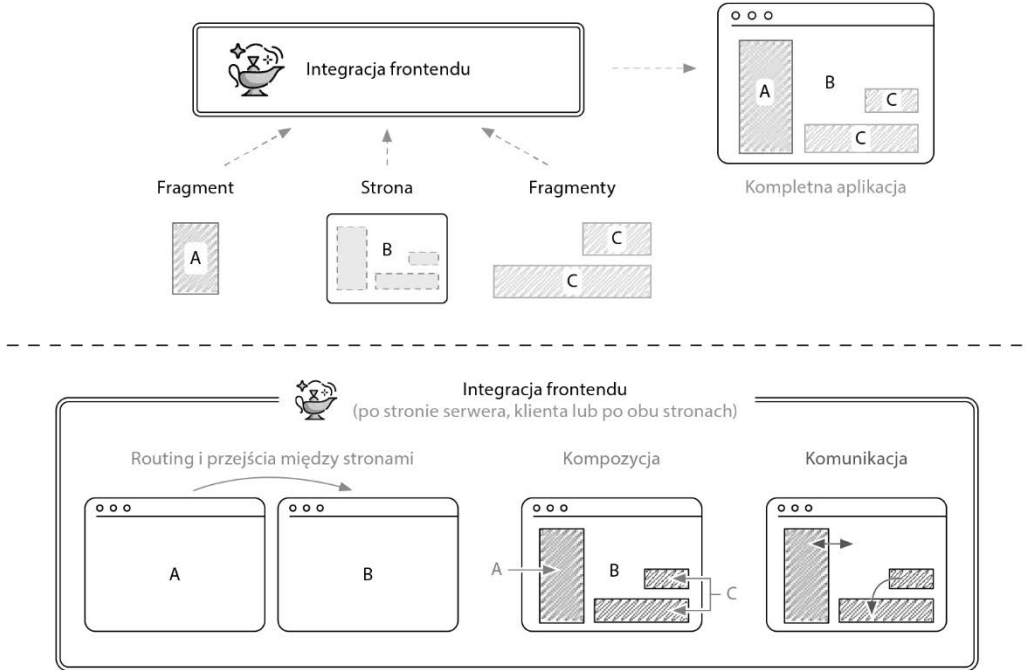 Integracja frontendu
A
B
C
C
Kompletna aplikacja
Fragment
Strona
Fragmenty
A
B
C
C
Integracja frontendu
(po stronie serwera, klienta lub po obu stronach)
Routing i przejścia między stronami
Kompozycja
Komunikacja
A
B
A
B
C